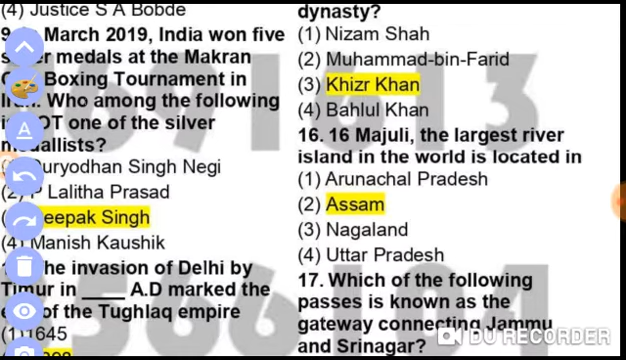 (4) Justice S A Bobde
9. March 2019, India won five
medals at the Makran
Boxing Tournament in
Who among the following
OT one of the silver
Duryodhan Singh Negi
(2) P Lalitha Prasad
eepak Singh
(4) Manish Kaushik
he invasion of Delhi by
Timur in ____ A.D marked the
of the Tughlaq empire
(1) 1645
dynasty?
(1) Nizam Shah
(2) Muhammad-bin-Farid
(3) Khizr Khan
(4) Bahlul Khan
16. 16 Majuli, the largest river
island in the world is located in
(1) Arunachal Pradesh
(2) Assam
(3) Nagaland
(4) Uttar Pradesh
17. Which of the following
passes is known as the
gateway connecting Jammu
and Srinagar?
DU RECORDER